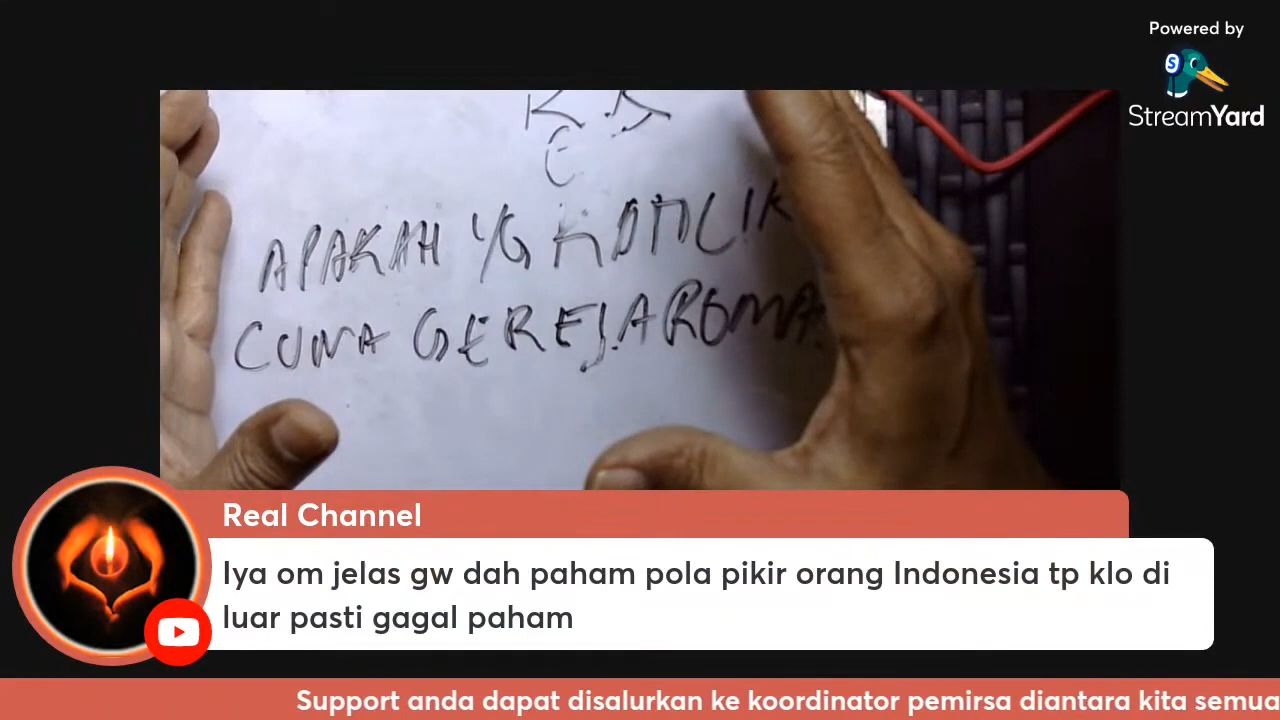 Powered by
StreamYard
APAKAH YG
CUMA GEREJA ROMA
Real Channel
Iya om jelas gw dah paham pola pikir orang Indonesia tp klo di
luar pasti gagal paham
Support anda dapat disalurkan ke koordinator pemirsa diantara kita semua